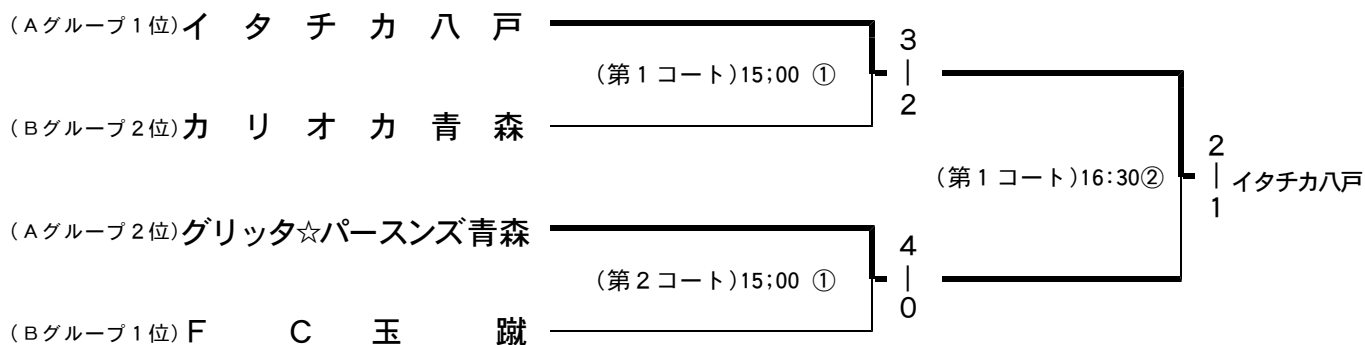 (Aグループ1位)イタチカ八戸
(第1コート)15;00 ①
3
|
2
(Bグループ2位)カリオカ青森
(第1コート)16:30②
2
|
1
イタチカ八戸
(Aグループ2位)グリッタ☆パースンズ青森
(第2コート)15;00 ①
4
|
0
(Bグループ1位)FC玉蹴